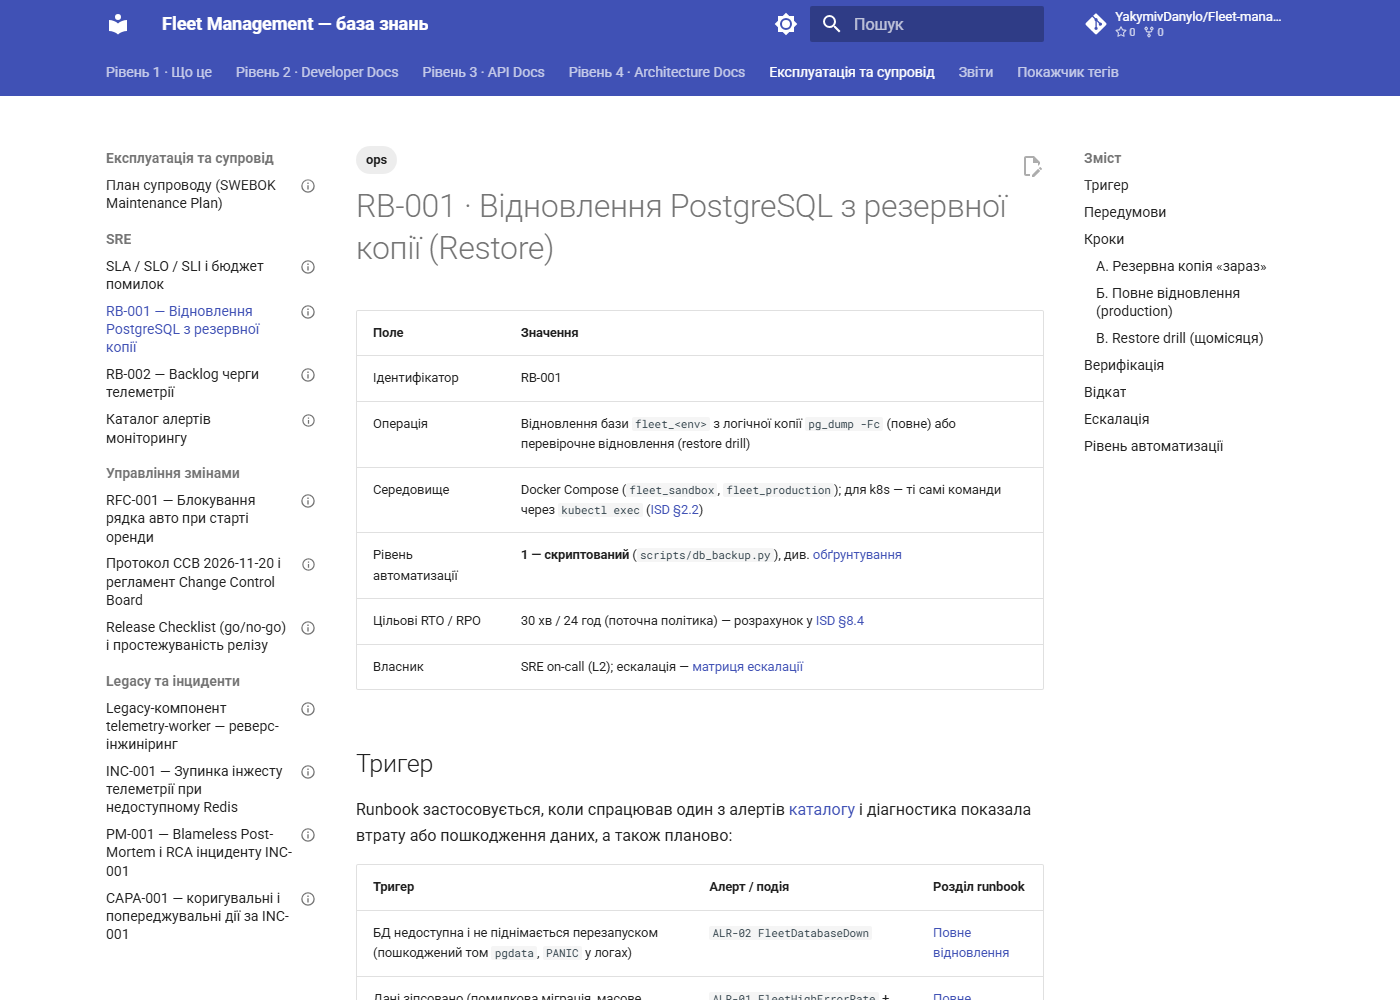 Fleet Management — база знань
Пошук
YakymivDanylo/Fleet-mana…
0 0
Рівень 1 · Що це
Рівень 2 · Developer Docs
Рівень 3 · API Docs
Рівень 4 · Architecture Docs
Експлуатація та супровід
Звіти
Покажчик тегів
Експлуатація та супровід
План супроводу (SWEBOK
Maintenance Plan)
SRE
SLA / SLO / SLI і бюджет
помилок
RB-001 — Відновлення
PostgreSQL з резервної
копії
RB-002 — Backlog черги
телеметрії
Каталог алертів
моніторингу
Управління змінами
RFC-001 — Блокування
рядка авто при старті
оренди
Протокол CCB 2026-11-20 і
регламент Change Control
Board
Release Checklist (go/no-go)
і простежуваність релізу
Legacy та інциденти
Legacy-компонент
telemetry-worker — реверс-
інжиніринг
INC-001 — Зупинка інжесту
телеметрії при
недоступному Redis
PM-001 — Blameless Post-
Mortem і RCA інциденту INC-
001
CAPA-001 — коригувальні і
попереджувальні дії за INC-
001
ops
RB-001 · Відновлення PostgreSQL з резервної
копії (Restore)
Поле Значення
Ідентифікатор RB-001
Операція Відновлення бази fleet_<env> з логічної копії pg_dump -Fc (повне) або
перевірочне відновлення (restore drill)
Середовище Docker Compose (fleet_sandbox, fleet_production); для k8s — ті самі команди
через kubectl exec (ISD §2.2)
Рівень
автоматизації
1 — скриптований (scripts/db_backup.py), див. обґрунтування
Цільові RTO / RPO 30 хв / 24 год (поточна політика) — розрахунок у ISD §8.4
Власник SRE on-call (L2); ескалація — матриця ескалації
Тригер
Runbook застосовується, коли спрацював один з алертів каталогу і діагностика показала
втрату або пошкодження даних, а також планово:
Тригер Алерт / подія Розділ runbook
БД недоступна і не піднімається перезапуском
(пошкоджений том pgdata, PANIC у логах)
ALR-02 FleetDatabaseDown
Повне
відновлення
Дані зіпсовано (помилкова міграція, масове
ALR-01 FleetHighErrorRate +
Повне
Зміст
Тригер
Передумови
Кроки
А. Резервна копія «зараз»
Б. Повне відновлення
(production)
В. Restore drill (щомісяця)
Верифікація
Відкат
Ескалація
Рівень автоматизації